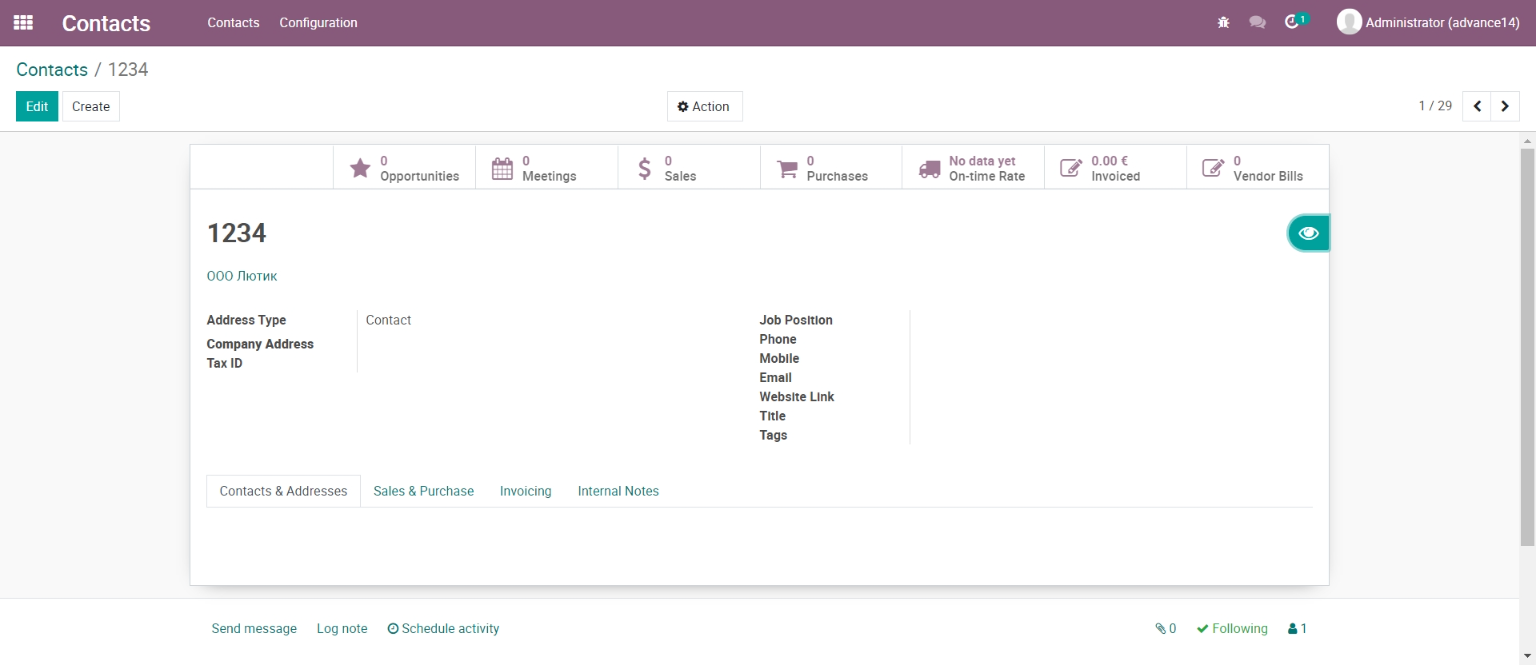 Contacts Contacts Configuration 1 Administrator (advance14)
Contacts / 1234
Edit Create Action 1 / 29
0 0 0 0 No data yet 0.00 € 0
Opportunities Meetings Sales Purchases On-time Rate Invoiced Vendor Bills
1234
ООО Лютик
Address Type Contact
Company Address
Tax ID
Job Position
Phone
Mobile
Email
Website Link
Title
Tags
Contacts & Addresses Sales & Purchase Invoicing Internal Notes
Send message Log note Schedule activity 0 Following 1